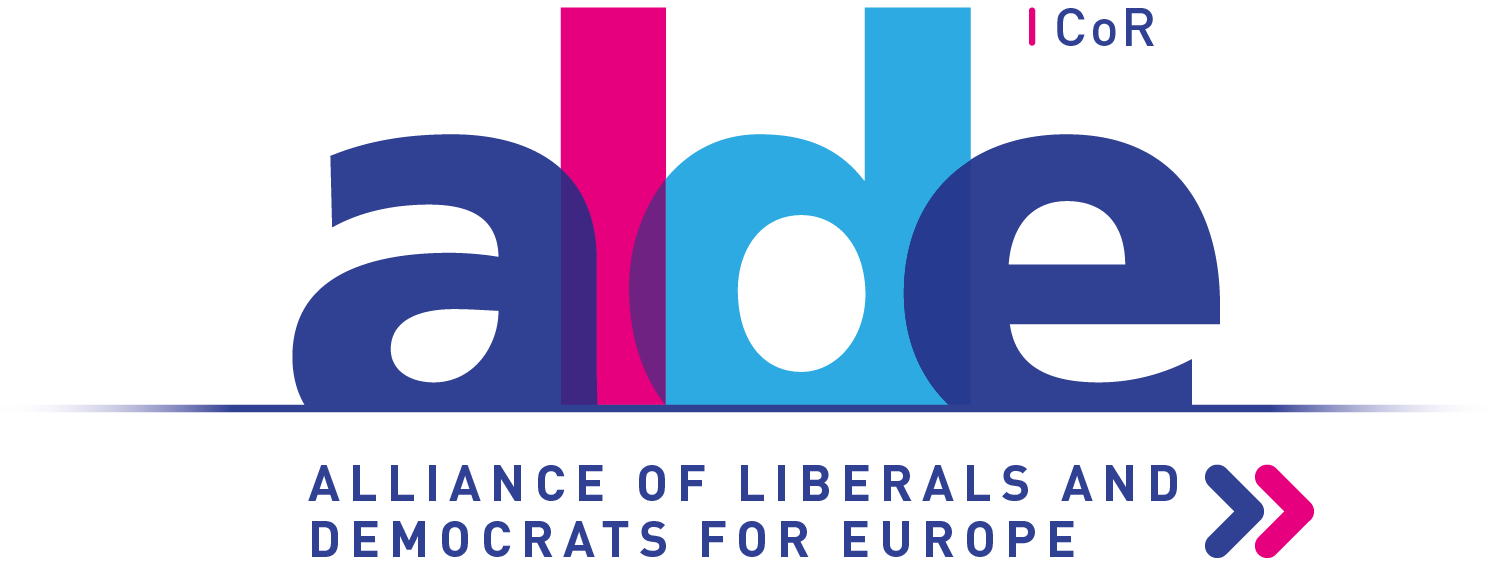 | CoR
alde
ALLIANCE OF LIBERALS AND
DEMOCRATS FOR EUROPE